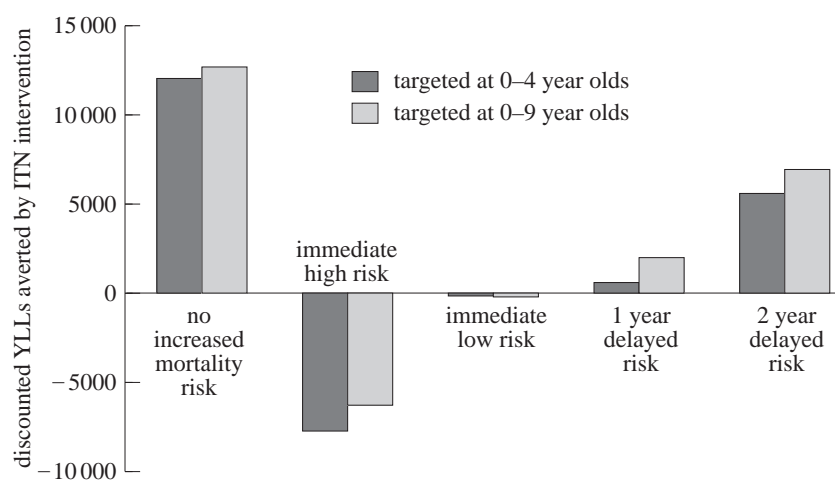 discounted YLLs averted by ITN intervention
15 000
10 000
5000
0
−5000
−10 000
targeted at 0–4 year olds
targeted at 0–9 year olds
no
increased
mortality
risk
immediate
high risk
immediate
low risk
1 year
delayed
risk
2 year
delayed
risk